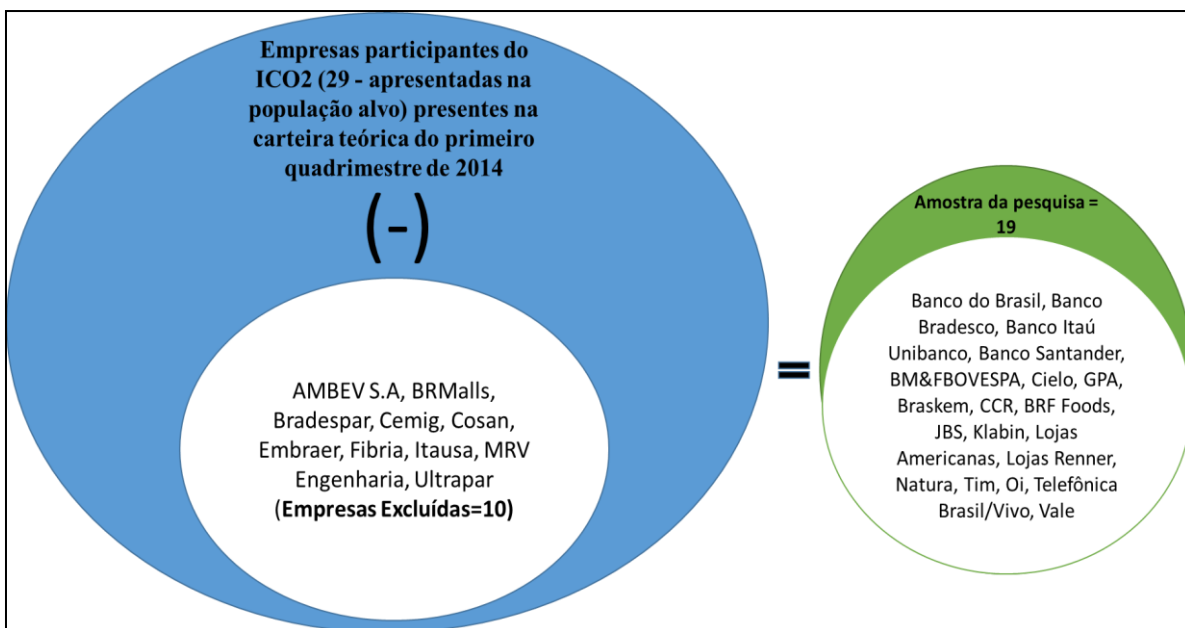 Empresas participantes do
ICO2 (29 - apresentadas na
população alvo) presentes na
carteira teórica do primeiro
quadrimestre de 2014
(-)
AMBEV S.A, BRMalls,
Bradespar, Cemig, Cosan,
Embraer, Fibria, Itausa, MRV
Engenharia, Ultrapar
(Empresas Excluídas=10)
=
Amostra da pesquisa =
19
Banco do Brasil, Banco
Bradesco, Banco Itaú
Unibanco, Banco Santander,
BM&FBOVESPA, Cielo, GPA,
Braskem, CCR, BRF Foods,
JBS, Klabin, Lojas
Americanas, Lojas Renner,
Natura, Tim, Oi, Telefônica
Brasil/Vivo, Vale